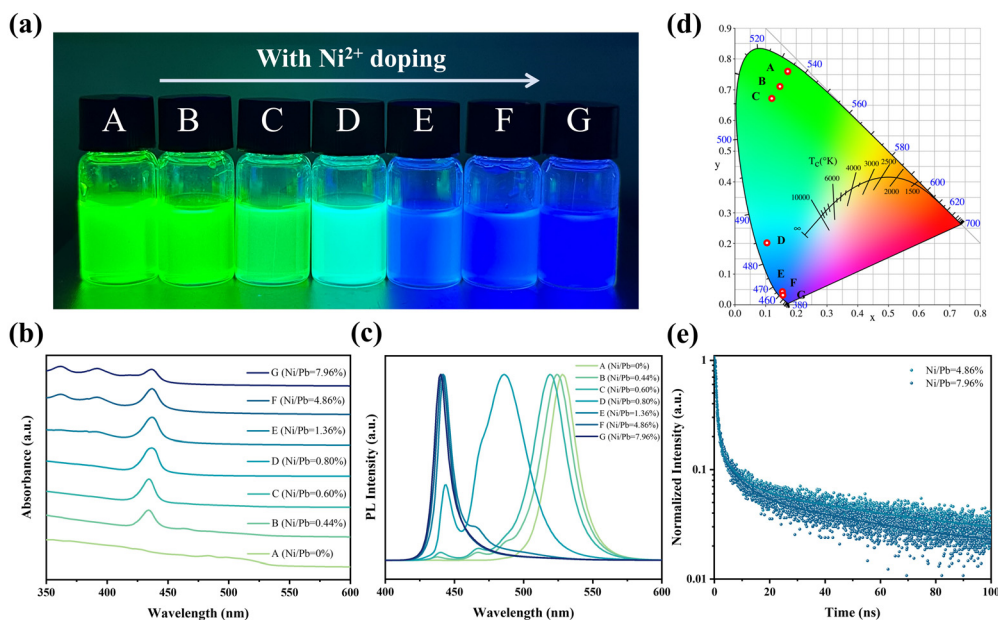 (a)
With Ni²⁺ doping
A B C D E F G
(d)
0.9
0.8
0.7
0.6
0.5
y
0.4
0.3
0.2
0.1
0.0
0.0 0.1 0.2 0.3 0.4 0.5 0.6 0.7 0.8
x
520
540
560
580
600
620
700
500
490
480
470
460
380
A
B
C
D
E
F
G
Tc(°K)
∞
10000
6000
4000
3000
2500
2000
1500
(b)
Absorbance (a.u.)
G (Ni/Pb=7.96%)
F (Ni/Pb=4.86%)
E (Ni/Pb=1.36%)
D (Ni/Pb=0.80%)
C (Ni/Pb=0.60%)
B (Ni/Pb=0.44%)
A (Ni/Pb=0%)
350 400 450 500 550 600
Wavelength (nm)
(c)
PL Intensity (a.u.)
A (Ni/Pb=0%)
B (Ni/Pb=0.44%)
C (Ni/Pb=0.60%)
D (Ni/Pb=0.80%)
E (Ni/Pb=1.36%)
F (Ni/Pb=4.86%)
G (Ni/Pb=7.96%)
400 450 500 550 600
Wavelength (nm)
(e)
Normalized Intensity (a.u.)
Ni/Pb=4.86%
Ni/Pb=7.96%
1.0
0.1
0.01
0 20 40 60 80 100
Time (ns)